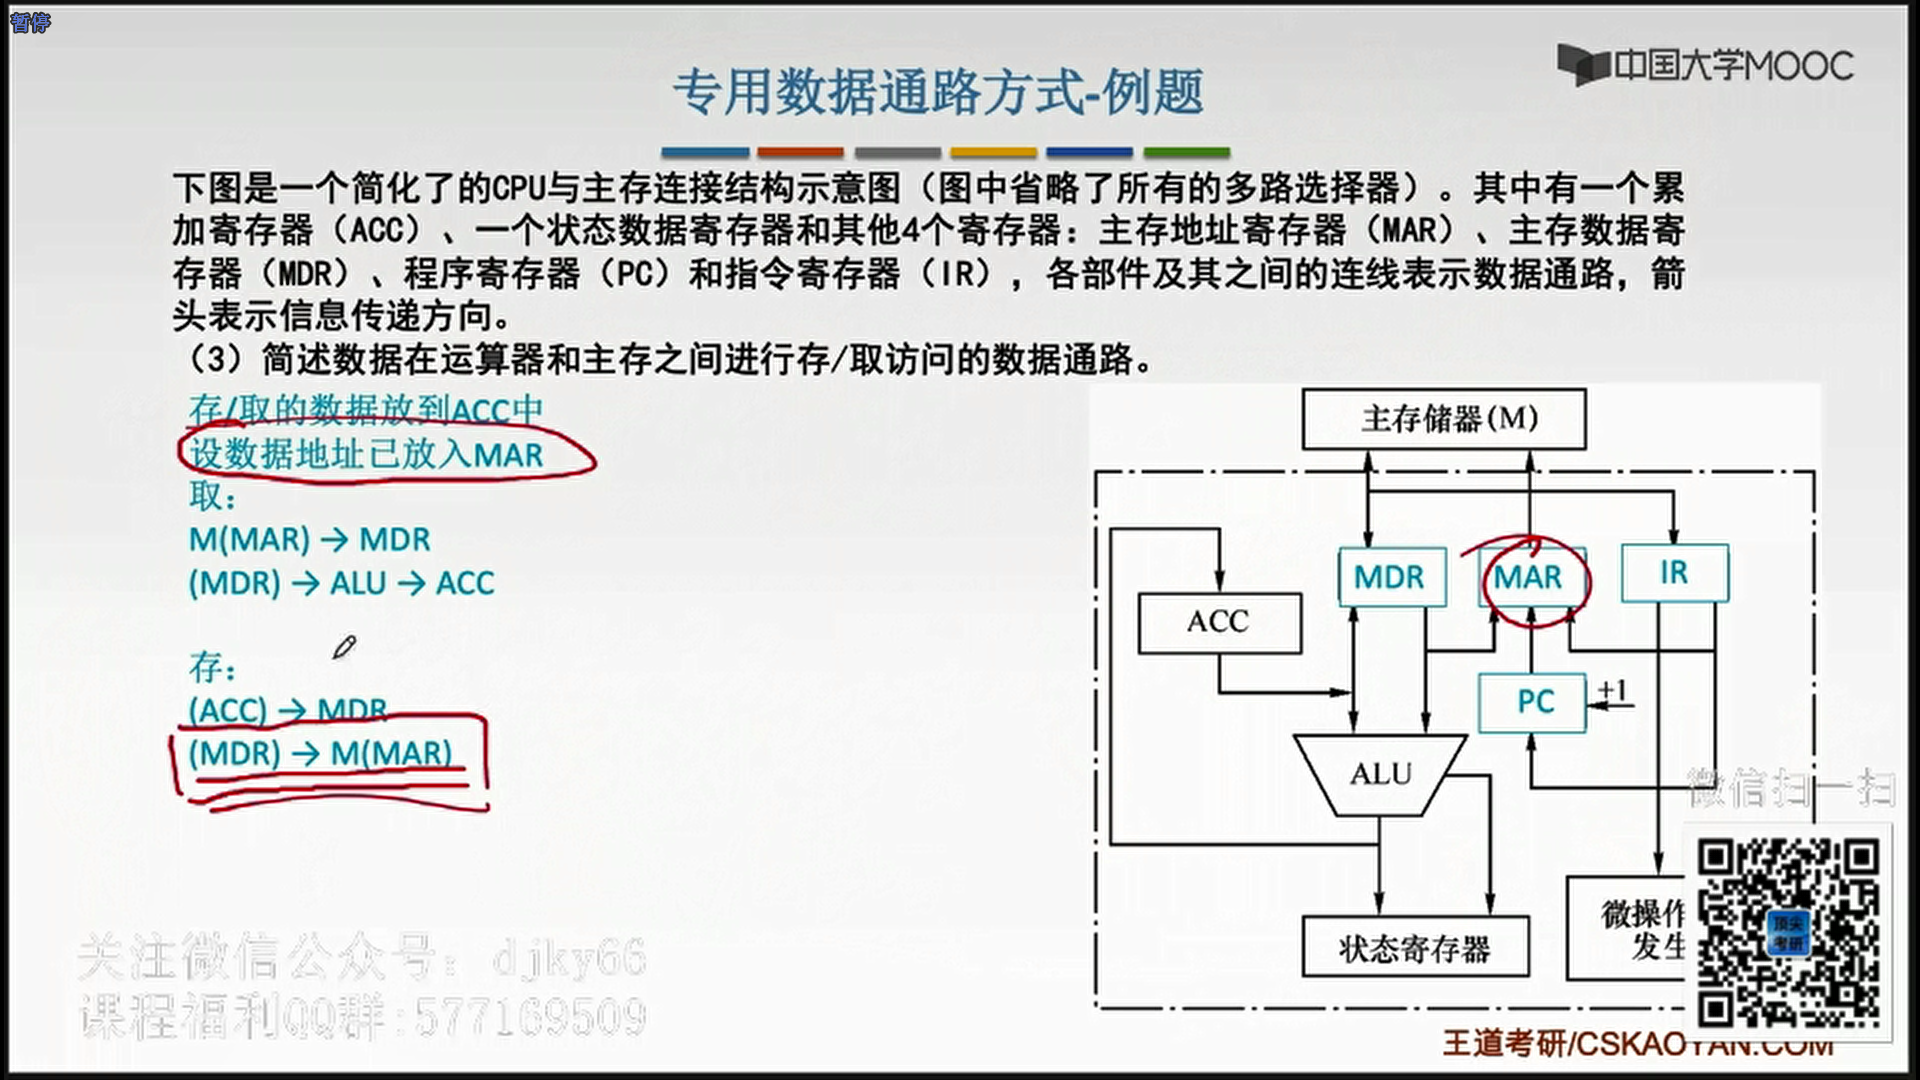 暂停
中国大学MOOC
专用数据通路方式-例题
下图是一个简化了的CPU与主存连接结构示意图（图中省略了所有的多路选择器）。其中有一个累
加寄存器（ACC）、一个状态数据寄存器和其他4个寄存器：主存地址寄存器（MAR）、主存数据寄
存器（MDR）、程序寄存器（PC）和指令寄存器（IR），各部件及其之间的连线表示数据通路，箭
头表示信息传递方向。
（3）简述数据在运算器和主存之间进行存/取访问的数据通路。
存/取的数据放到ACC中
设数据地址已放入MAR
取：
M(MAR) → MDR
(MDR) → ALU → ACC
存：
(ACC) → MDR
(MDR) → M(MAR)
主存储器(M)
MDR
MAR
IR
ACC
PC
+1
ALU
状态寄存器
微操作
发生
微信扫一扫
顶尖
考研
关注微信公众号：djky66
课程福利QQ群:577169509
王道考研/CSKAOYAN.COM